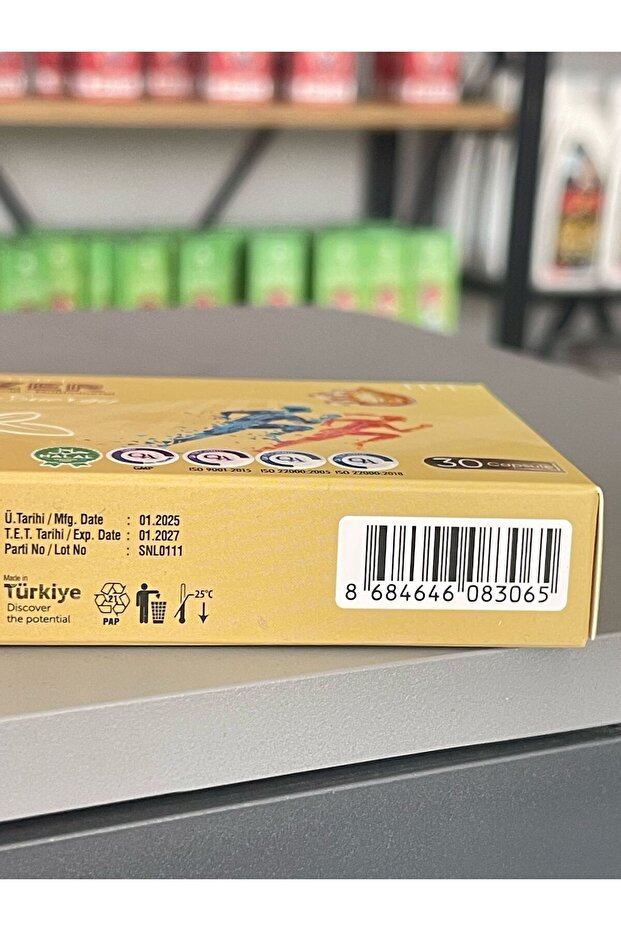 HALAL
GMP
ISO 9001:2015
ISO 22000:2005
ISO 22000:2018
30 capsule
Ü.Tarihi / Mfg. Date : 01.2025
T.E.T. Tarihi / Exp. Date : 01.2027
Parti No / Lot No : SNL0111
Made in
Türkiye
Discover
the potential
21
PAP
25°C
8 684646 083065